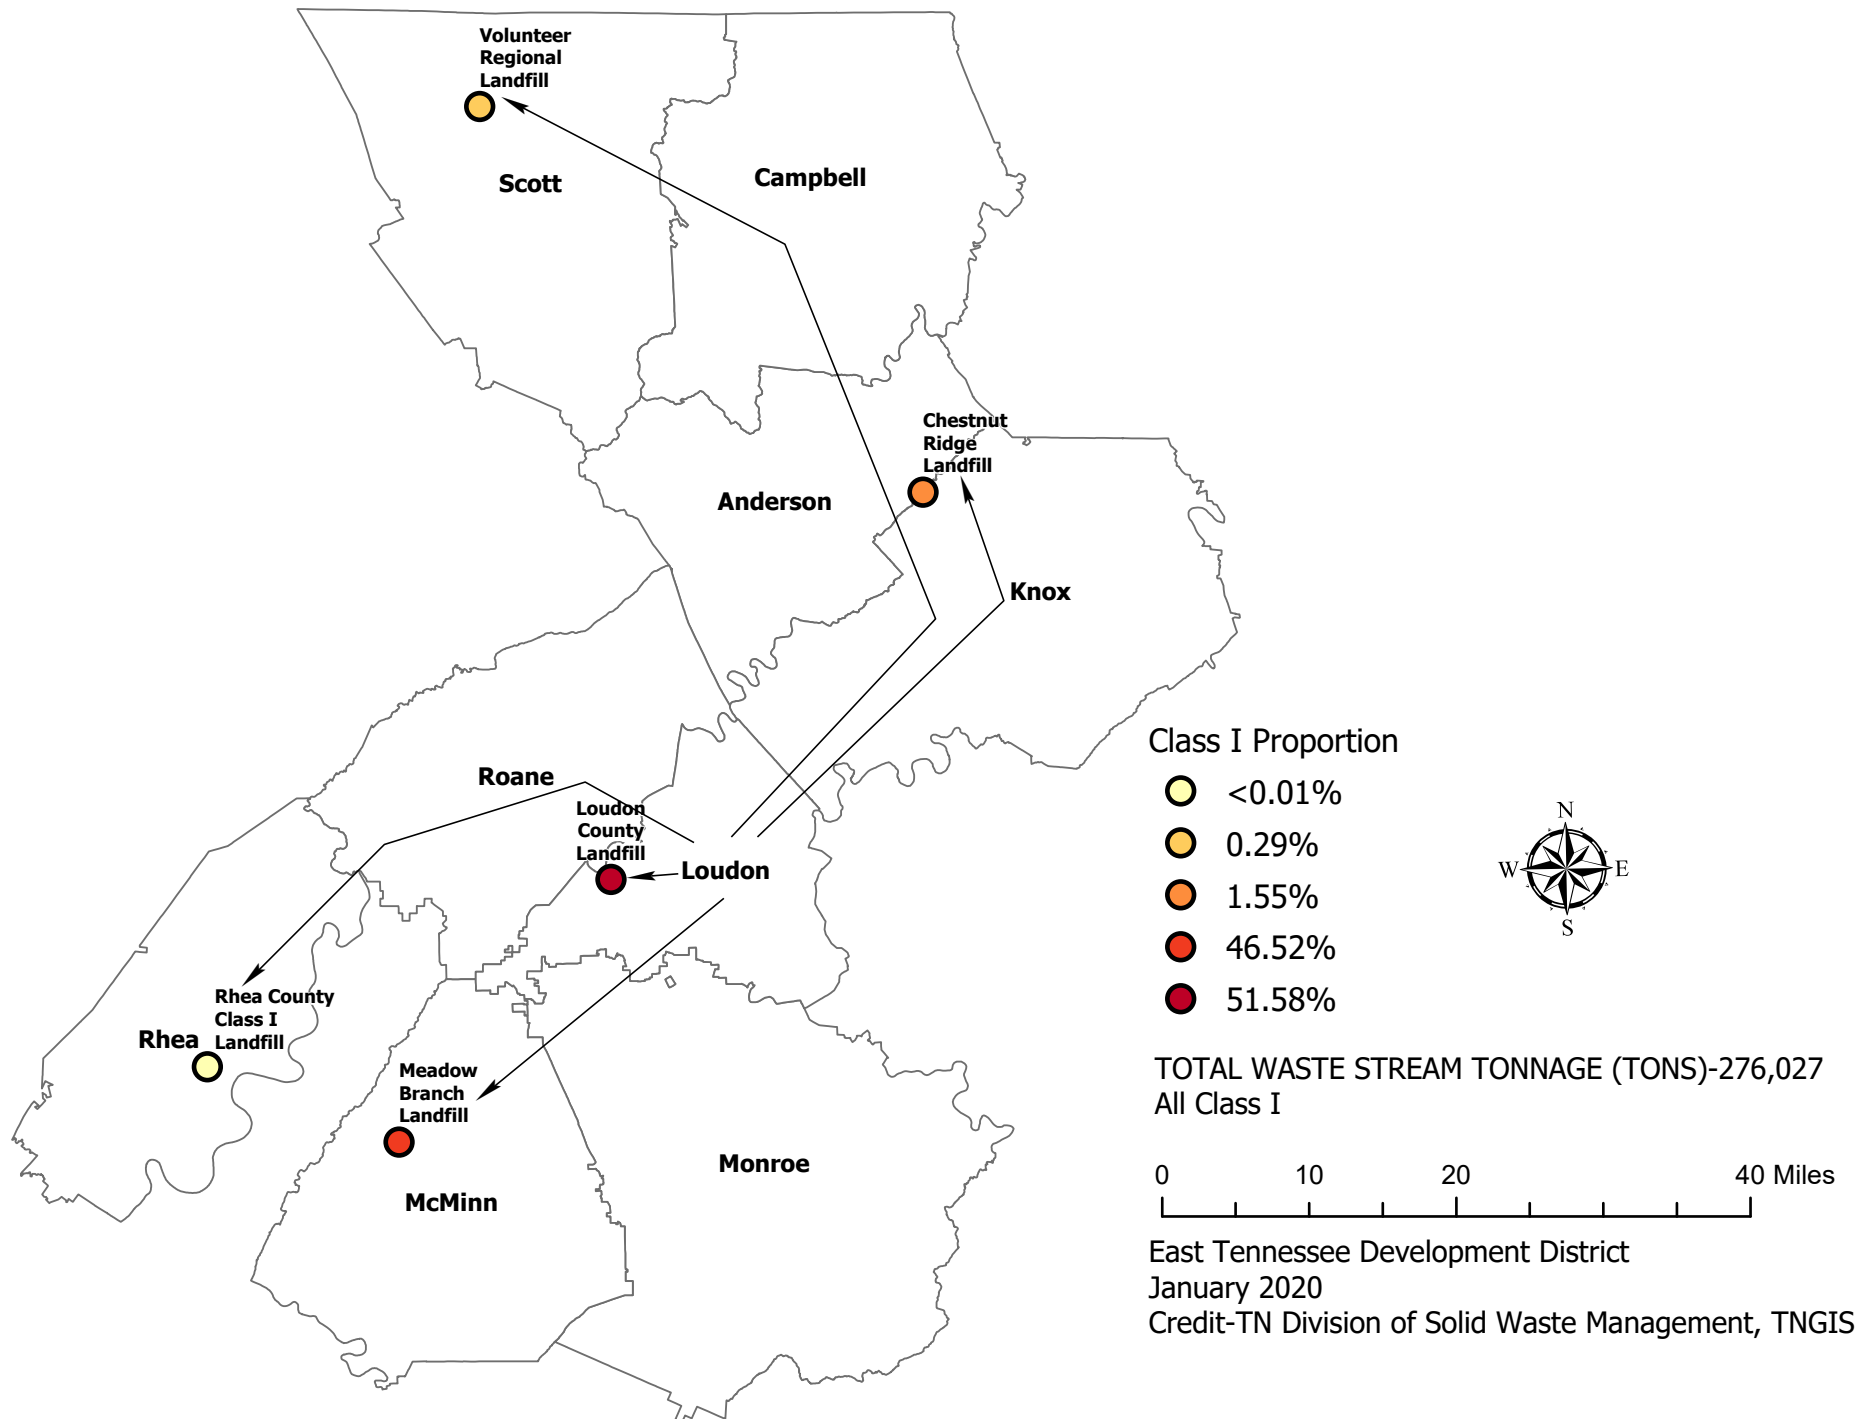 Volunteer
Regional
Landfill
Scott
Campbell
Chestnut
Ridge
Landfill
Anderson
Knox
Roane
Loudon
County
Landfill
Loudon
Rhea County
Class I
Landfill
Rhea
Meadow
Branch
Landfill
McMinn
Monroe
Class I Proportion
<0.01%
0.29%
1.55%
46.52%
51.58%
N
W
E
S
TOTAL WASTE STREAM TONNAGE (TONS)-276,027
All Class I
0 10 20 40 Miles
East Tennessee Development District
January 2020
Credit-TN Division of Solid Waste Management, TNGIS